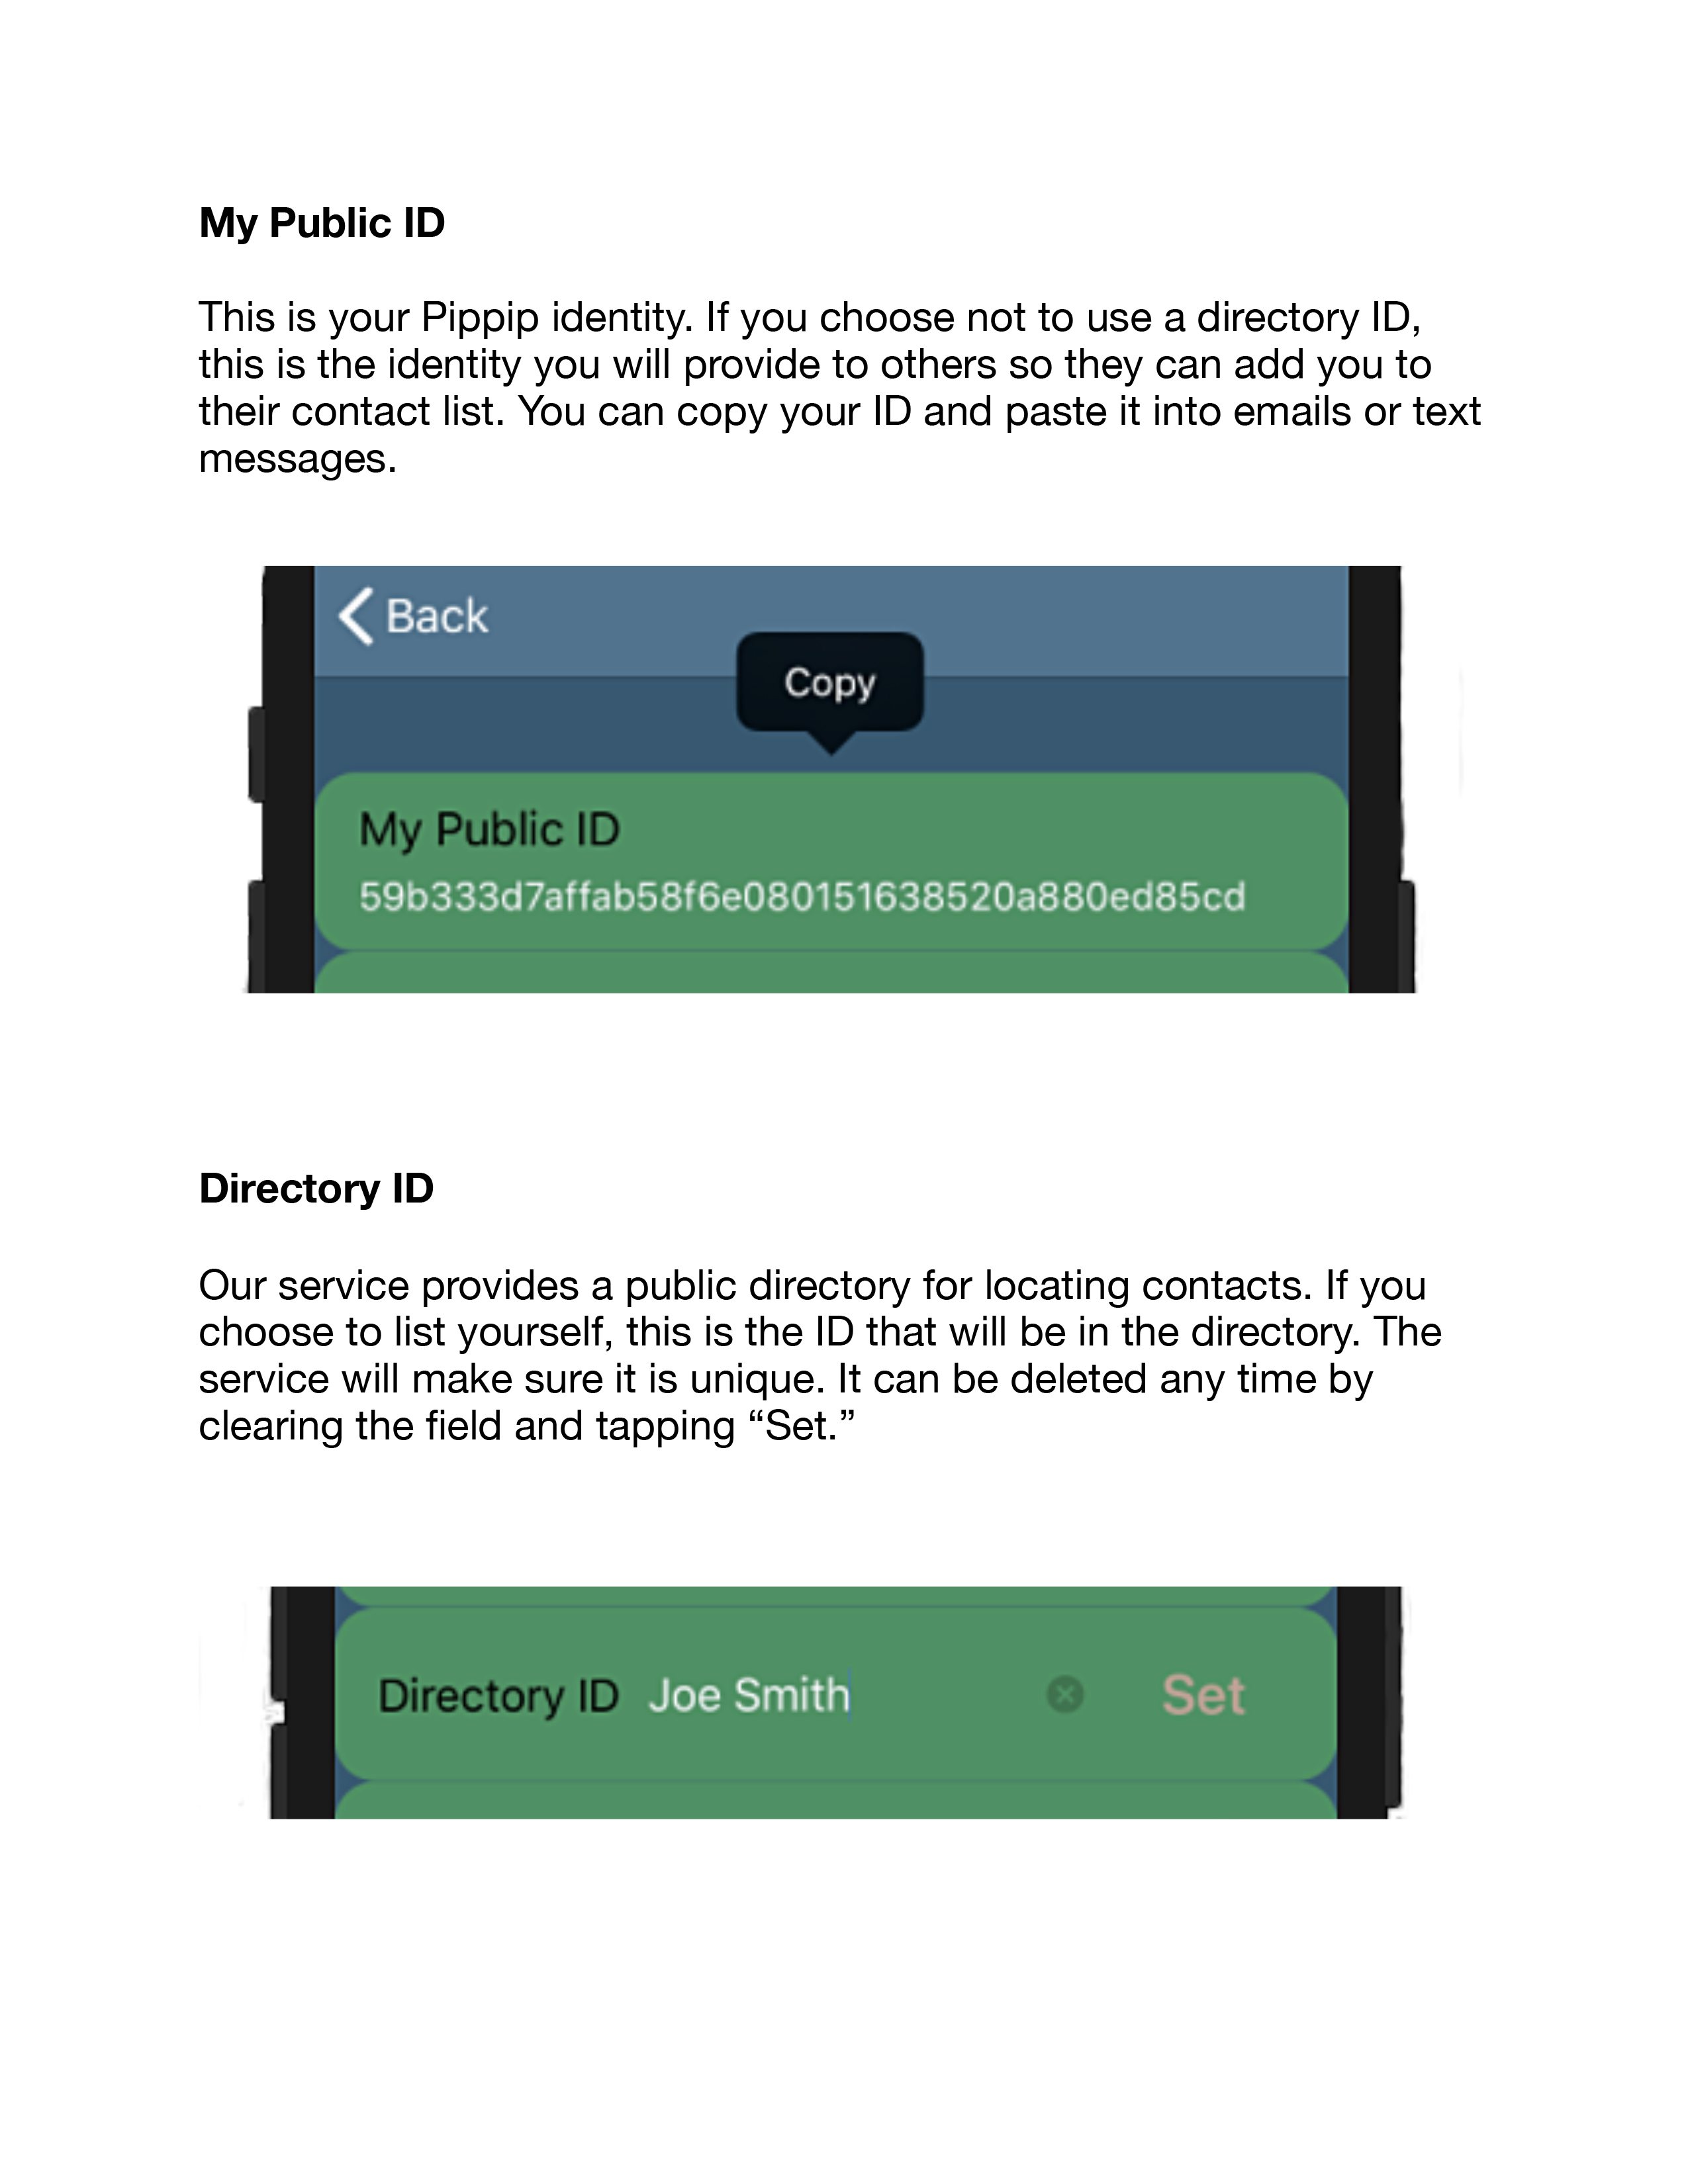 My Public ID
This is your Pippip identity. If you choose not to use a directory ID,
this is the identity you will provide to others so they can add you to
their contact list. You can copy your ID and paste it into emails or text
messages.
Back
Copy
My Public ID
59b333d7affab58f6e080151638520a880ed85cd
Directory ID
Our service provides a public directory for locating contacts. If you
choose to list yourself, this is the ID that will be in the directory. The
service will make sure it is unique. It can be deleted any time by
clearing the field and tapping “Set.”
Directory ID Joe Smith Set